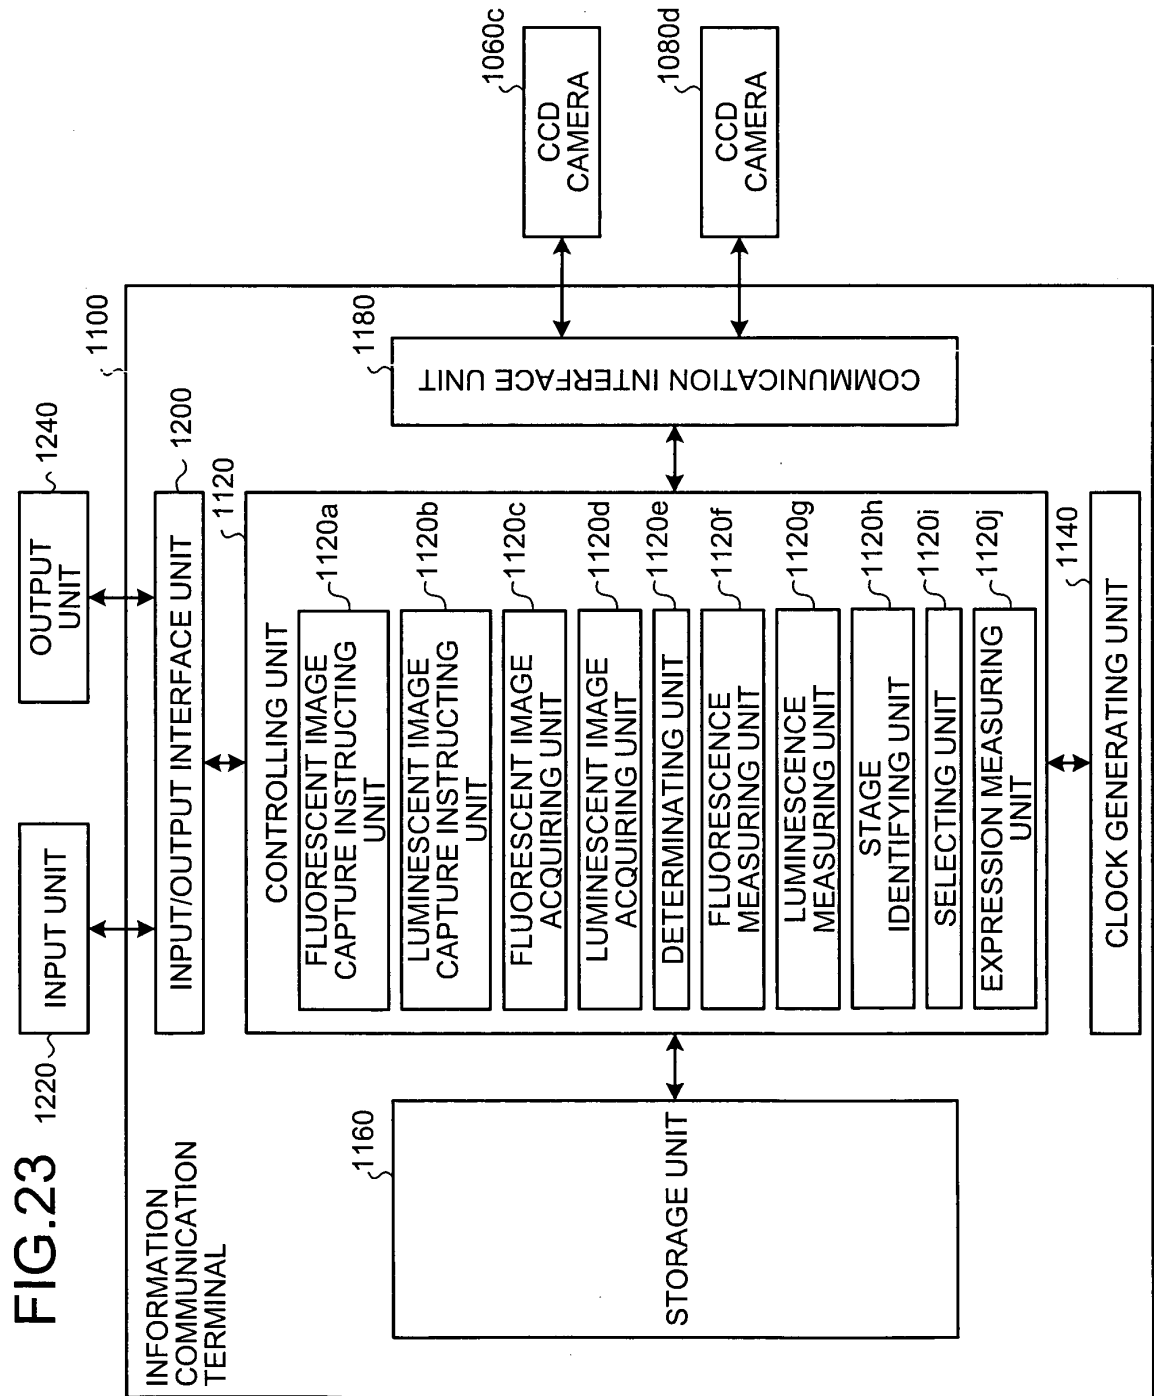 FIG.23
1220
INPUT UNIT
OUTPUT
UNIT
1240
1100
INFORMATION
COMMUNICATION
TERMINAL
INPUT/OUTPUT INTERFACE UNIT
1200
1120
CONTROLLING UNIT
FLUORESCENT IMAGE
CAPTURE INSTRUCTING
UNIT
1120a
LUMINESCENT IMAGE
CAPTURE INSTRUCTING
UNIT
1120b
FLUORESCENT IMAGE
ACQUIRING UNIT
1120c
LUMINESCENT IMAGE
ACQUIRING UNIT
1120d
DETERMINATING UNIT
1120e
FLUORESCENCE
MEASURING UNIT
1120f
LUMINESCENCE
MEASURING UNIT
1120g
STAGE
IDENTIFYING UNIT
1120h
SELECTING UNIT
1120i
EXPRESSION MEASURING
UNIT
1120j
1160
STORAGE UNIT
1180
COMMUNICATION INTERFACE UNIT
1060c
CCD
CAMERA
1080d
CCD
CAMERA
1140
CLOCK GENERATING UNIT